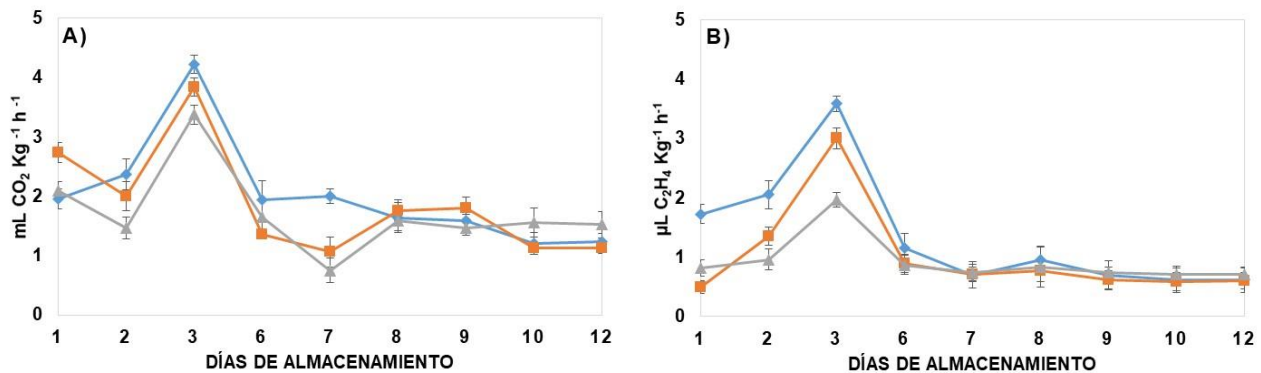 A)
mL CO₂ Kg⁻¹ h⁻¹
5
4
3
2
1
0
1 2 3 6 7 8 9 10 12
DÍAS DE ALMACENAMIENTO
B)
µL C₂H₄ Kg⁻¹ h⁻¹
5
4
3
2
1
0
1 2 3 6 7 8 9 10 12
DÍAS DE ALMACENAMIENTO